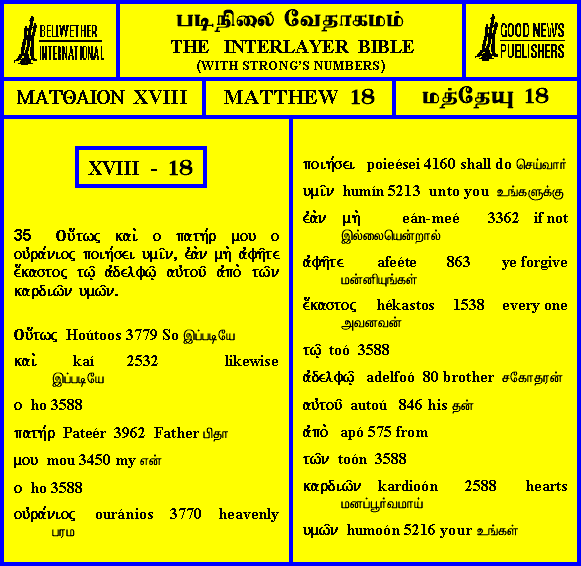 BELIWETHER
INTERNATIONAL
படிநிலை வேதாகமம்
THE INTERLAYER BIBLE
(WITH STRONG'S NUMBERS)
GOOD NEWS
PUBLISHERS
ΜΑΤΘΑΙΟΝ XVIII
MATTHEW 18
மத்தேயு 18
XVIII - 18
35 Οὕτως καὶ ο πατήρ μου ο
οὐράνιος ποιήσει υμῖν, ἐὰν μὴ ἀφῆτε
ἕκαστος τῷ ἀδελφῷ αὐτοῦ ἀπὸ τῶν
καρδιῶν υμῶν.
Οὕτως Hoútoos 3779 So இப்படியே
καὶ kaí 2532 likewise
இப்படியே
ο ho 3588
πατήρ Pateér 3962 Father பிதா
μου mou 3450 my என்
ο ho 3588
οὐράνιος ouránios 3770 heavenly
பரம
ποιήσει poieései 4160 shall do செய்வார்
υμῖν humín 5213 unto you உங்களுக்கு
ἐὰν μὴ eán-meé 3362 if not
இல்லையென்றால்
ἀφῆτε afeéte 863 ye forgive
மன்னியுங்கள்
ἕκαστος hékastos 1538 every one
அவனவன்
τῷ toó 3588
ἀδελφῷ adelfoó 80 brother சகோதரன்
αὐτοῦ autoú 846 his தன்
ἀπὸ apó 575 from
τῶν toón 3588
καρδιῶν kardioón 2588 hearts
மனப்பூர்வமாய்
υμῶν humoón 5216 your உங்கள்